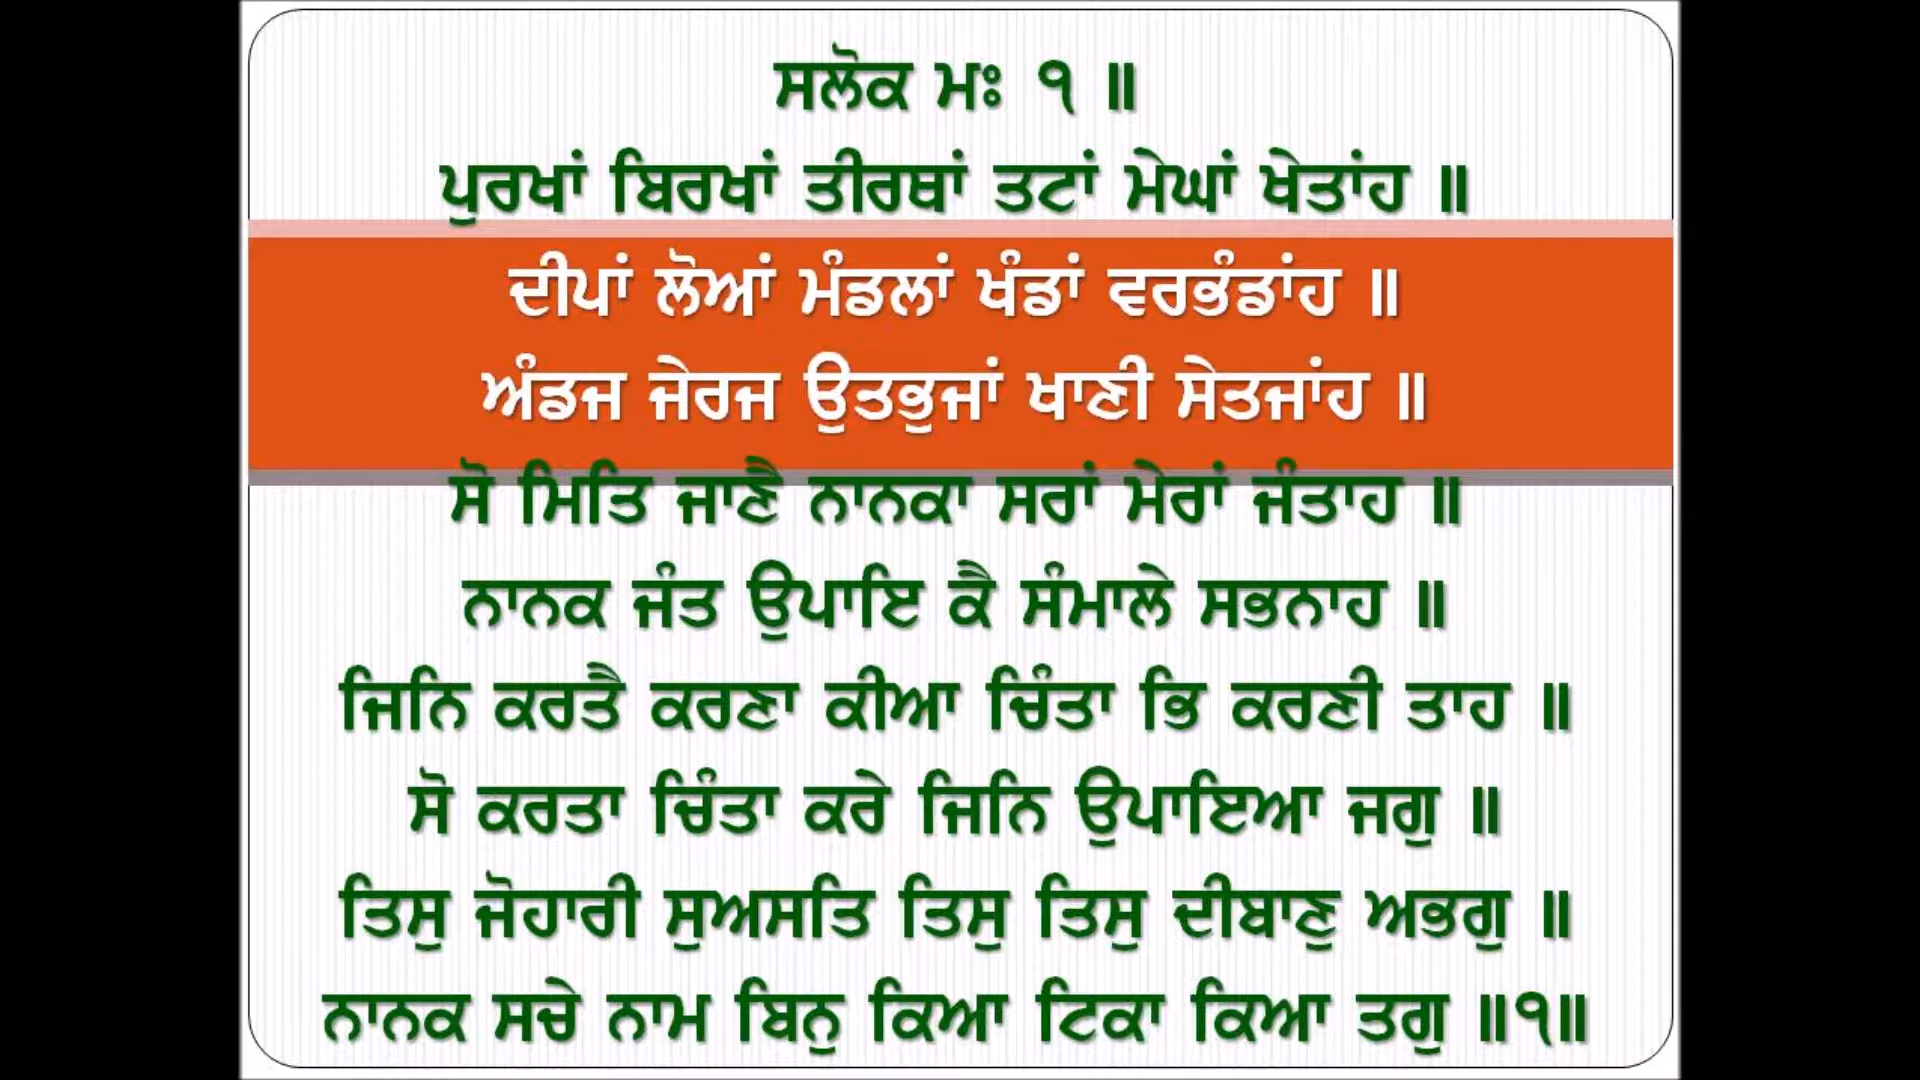 ਸਲੋਕ ਮਃ ੧ ॥
ਪੁਰਖਾਂ ਬਿਰਖਾਂ ਤੀਰਥਾਂ ਤਟਾਂ ਮੇਘਾਂ ਖੇਤਾਂਹ ॥
ਦੀਪਾਂ ਲੋਆਂ ਮੰਡਲਾਂ ਖੰਡਾਂ ਵਰਭੰਡਾਂਹ ॥
ਅੰਡਜ ਜੇਰਜ ਉਤਭੁਜਾਂ ਖਾਣੀ ਸੇਤਜਾਂਹ ॥
ਸੋ ਮਿਤਿ ਜਾਣੈ ਨਾਨਕਾ ਸਰਾਂ ਮੇਰਾਂ ਜੰਤਾਹ ॥
ਨਾਨਕ ਜੰਤ ਉਪਾਇ ਕੈ ਸੰਮਾਲੇ ਸਭਨਾਹ ॥
ਜਿਨਿ ਕਰਤੈ ਕਰਣਾ ਕੀਆ ਚਿੰਤਾ ਭਿ ਕਰਣੀ ਤਾਹ ॥
ਸੋ ਕਰਤਾ ਚਿੰਤਾ ਕਰੇ ਜਿਨਿ ਉਪਾਇਆ ਜਗੁ ॥
ਤਿਸੁ ਜੋਹਾਰੀ ਸੁਅਸਤਿ ਤਿਸੁ ਤਿਸੁ ਦੀਬਾਣੁ ਅਭਗੁ ॥
ਨਾਨਕ ਸਚੇ ਨਾਮ ਬਿਨੁ ਕਿਆ ਟਿਕਾ ਕਿਆ ਤਗੁ ॥੧॥